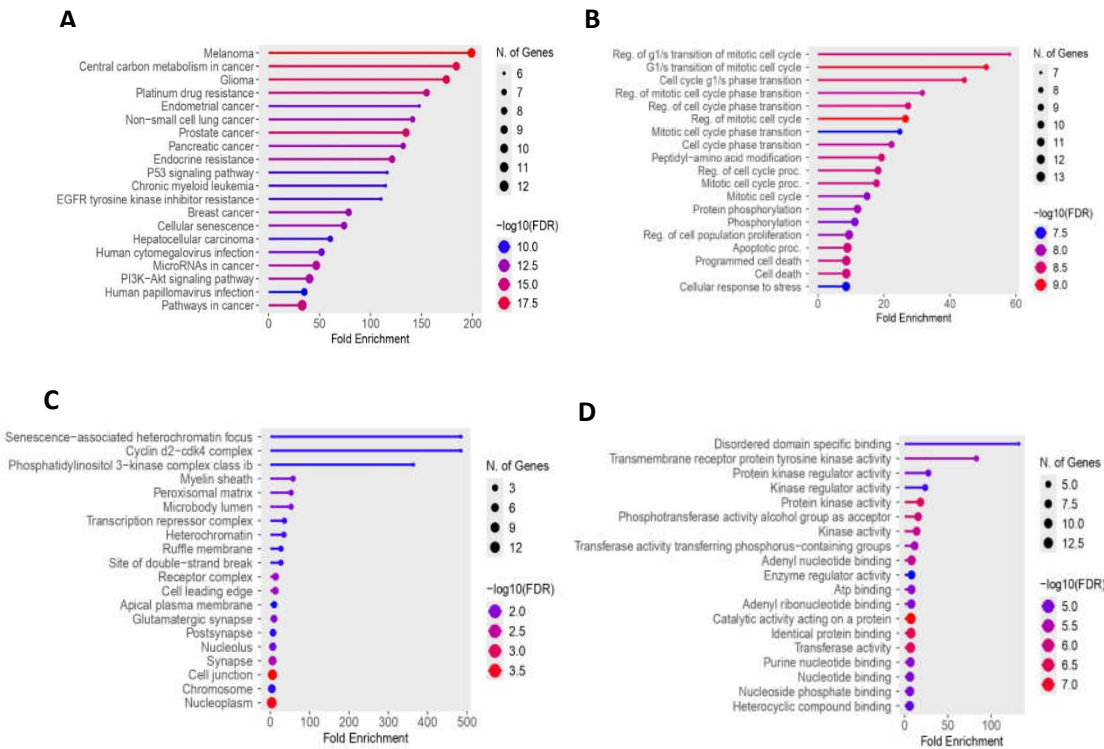 A
Melanoma
Central carbon metabolism in cancer
Glioma
Platinum drug resistance
Endometrial cancer
Non-small cell lung cancer
Prostate cancer
Pancreatic cancer
Endocrine resistance
P53 signaling pathway
Chronic myeloid leukemia
EGFR tyrosine kinase inhibitor resistance
Breast cancer
Cellular senescence
Hepatocellular carcinoma
Human cytomegalovirus infection
MicroRNAs in cancer
PI3K-Akt signaling pathway
Human papillomavirus infection
Pathways in cancer
0 50 100 150 200
Fold Enrichment
N. of Genes
6
7
8
9
10
11
12
-log10(FDR)
10.0
12.5
15.0
17.5
B
Reg. of g1/s transition of mitotic cell cycle
G1/s transition of mitotic cell cycle
Cell cycle g1/s phase transition
Reg. of mitotic cell cycle phase transition
Reg. of cell cycle phase transition
Reg. of mitotic cell cycle
Mitotic cell cycle phase transition
Cell cycle phase transition
Peptidyl-amino acid modification
Reg. of cell cycle proc.
Mitotic cell cycle proc.
Mitotic cell cycle
Protein phosphorylation
Phosphorylation
Reg. of cell population proliferation
Apoptotic proc.
Programmed cell death
Cell death
Cellular response to stress
0 20 40 60
Fold Enrichment
N. of Genes
7
8
9
10
11
12
13
-log10(FDR)
7.5
8.0
8.5
9.0
C
Senescence-associated heterochromatin focus
Cyclin d2-cdk4 complex
Phosphatidylinositol 3-kinase complex class ib
Myelin sheath
Peroxisomal matrix
Microbody lumen
Transcription repressor complex
Heterochromatin
Ruffle membrane
Site of double-strand break
Receptor complex
Cell leading edge
Apical plasma membrane
Glutamatergic synapse
Postsynapse
Nucleolus
Synapse
Cell junction
Chromosome
Nucleoplasm
0 100 200 300 400 500
Fold Enrichment
N. of Genes
3
6
9
12
-log10(FDR)
2.0
2.5
3.0
3.5
D
Disordered domain specific binding
Transmembrane receptor protein tyrosine kinase activity
Protein kinase regulator activity
Kinase regulator activity
Protein kinase activity
Phosphotransferase activity alcohol group as acceptor
Kinase activity
Transferase activity transferring phosphorus-containing groups
Adenyl nucleotide binding
Enzyme regulator activity
Atp binding
Adenyl ribonucleotide binding
Catalytic activity acting on a protein
Identical protein binding
Transferase activity
Purine nucleotide binding
Nucleotide binding
Nucleoside phosphate binding
Heterocyclic compound binding
0 50 100
Fold Enrichment
N. of Genes
5.0
7.5
10.0
12.5
-log10(FDR)
5.0
5.5
6.0
6.5
7.0